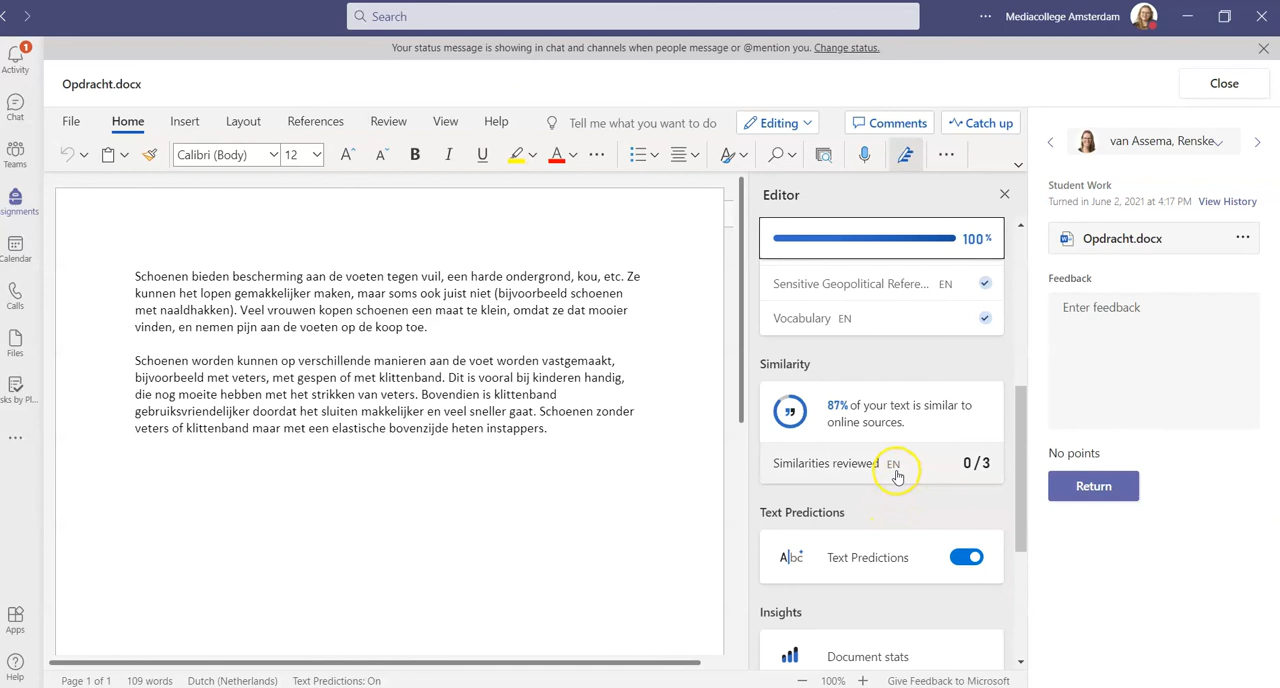 Search
Mediacollege Amsterdam
Your status message is showing in chat and channels when people message or @mention you. Change status.
1
Activity
Chat
Teams
ssignments
Calendar
Calls
Files
sks by Pl...
Apps
Help
Opdracht.docx
Close
File Home Insert Layout References Review View Help Tell me what you want to do Editing Comments Catch up
Calibri (Body) 12 A A B I U A
Schoenen bieden bescherming aan de voeten tegen vuil, een harde ondergrond, kou, etc. Ze
kunnen het lopen gemakkelijker maken, maar soms ook juist niet (bijvoorbeeld schoenen
met naaldhakken). Veel vrouwen kopen schoenen een maat te klein, omdat ze dat mooier
vinden, en nemen pijn aan de voeten op de koop toe.
Schoenen worden kunnen op verschillende manieren aan de voet worden vastgemaakt,
bijvoorbeeld met veters, met gespen of met klittenband. Dit is vooral bij kinderen handig,
die nog moeite hebben met het strikken van veters. Bovendien is klittenband
gebruiksvriendelijker doordat het sluiten makkelijker en veel sneller gaat. Schoenen zonder
veters of klittenband maar met een elastische bovenzijde heten instappers.
Editor
100%
Sensitive Geopolitical Refere... EN
Vocabulary EN
Similarity
87% of your text is similar to
online sources.
Similarities reviewed EN 0 / 3
Text Predictions
Abc Text Predictions
Insights
Document stats
van Assema, Renske
Student Work
Turned in June 2, 2021 at 4:17 PM View History
Opdracht.docx
Feedback
Enter feedback
No points
Return
Page 1 of 1 109 words Dutch (Netherlands) Text Predictions: On 100% Give Feedback to Microsoft